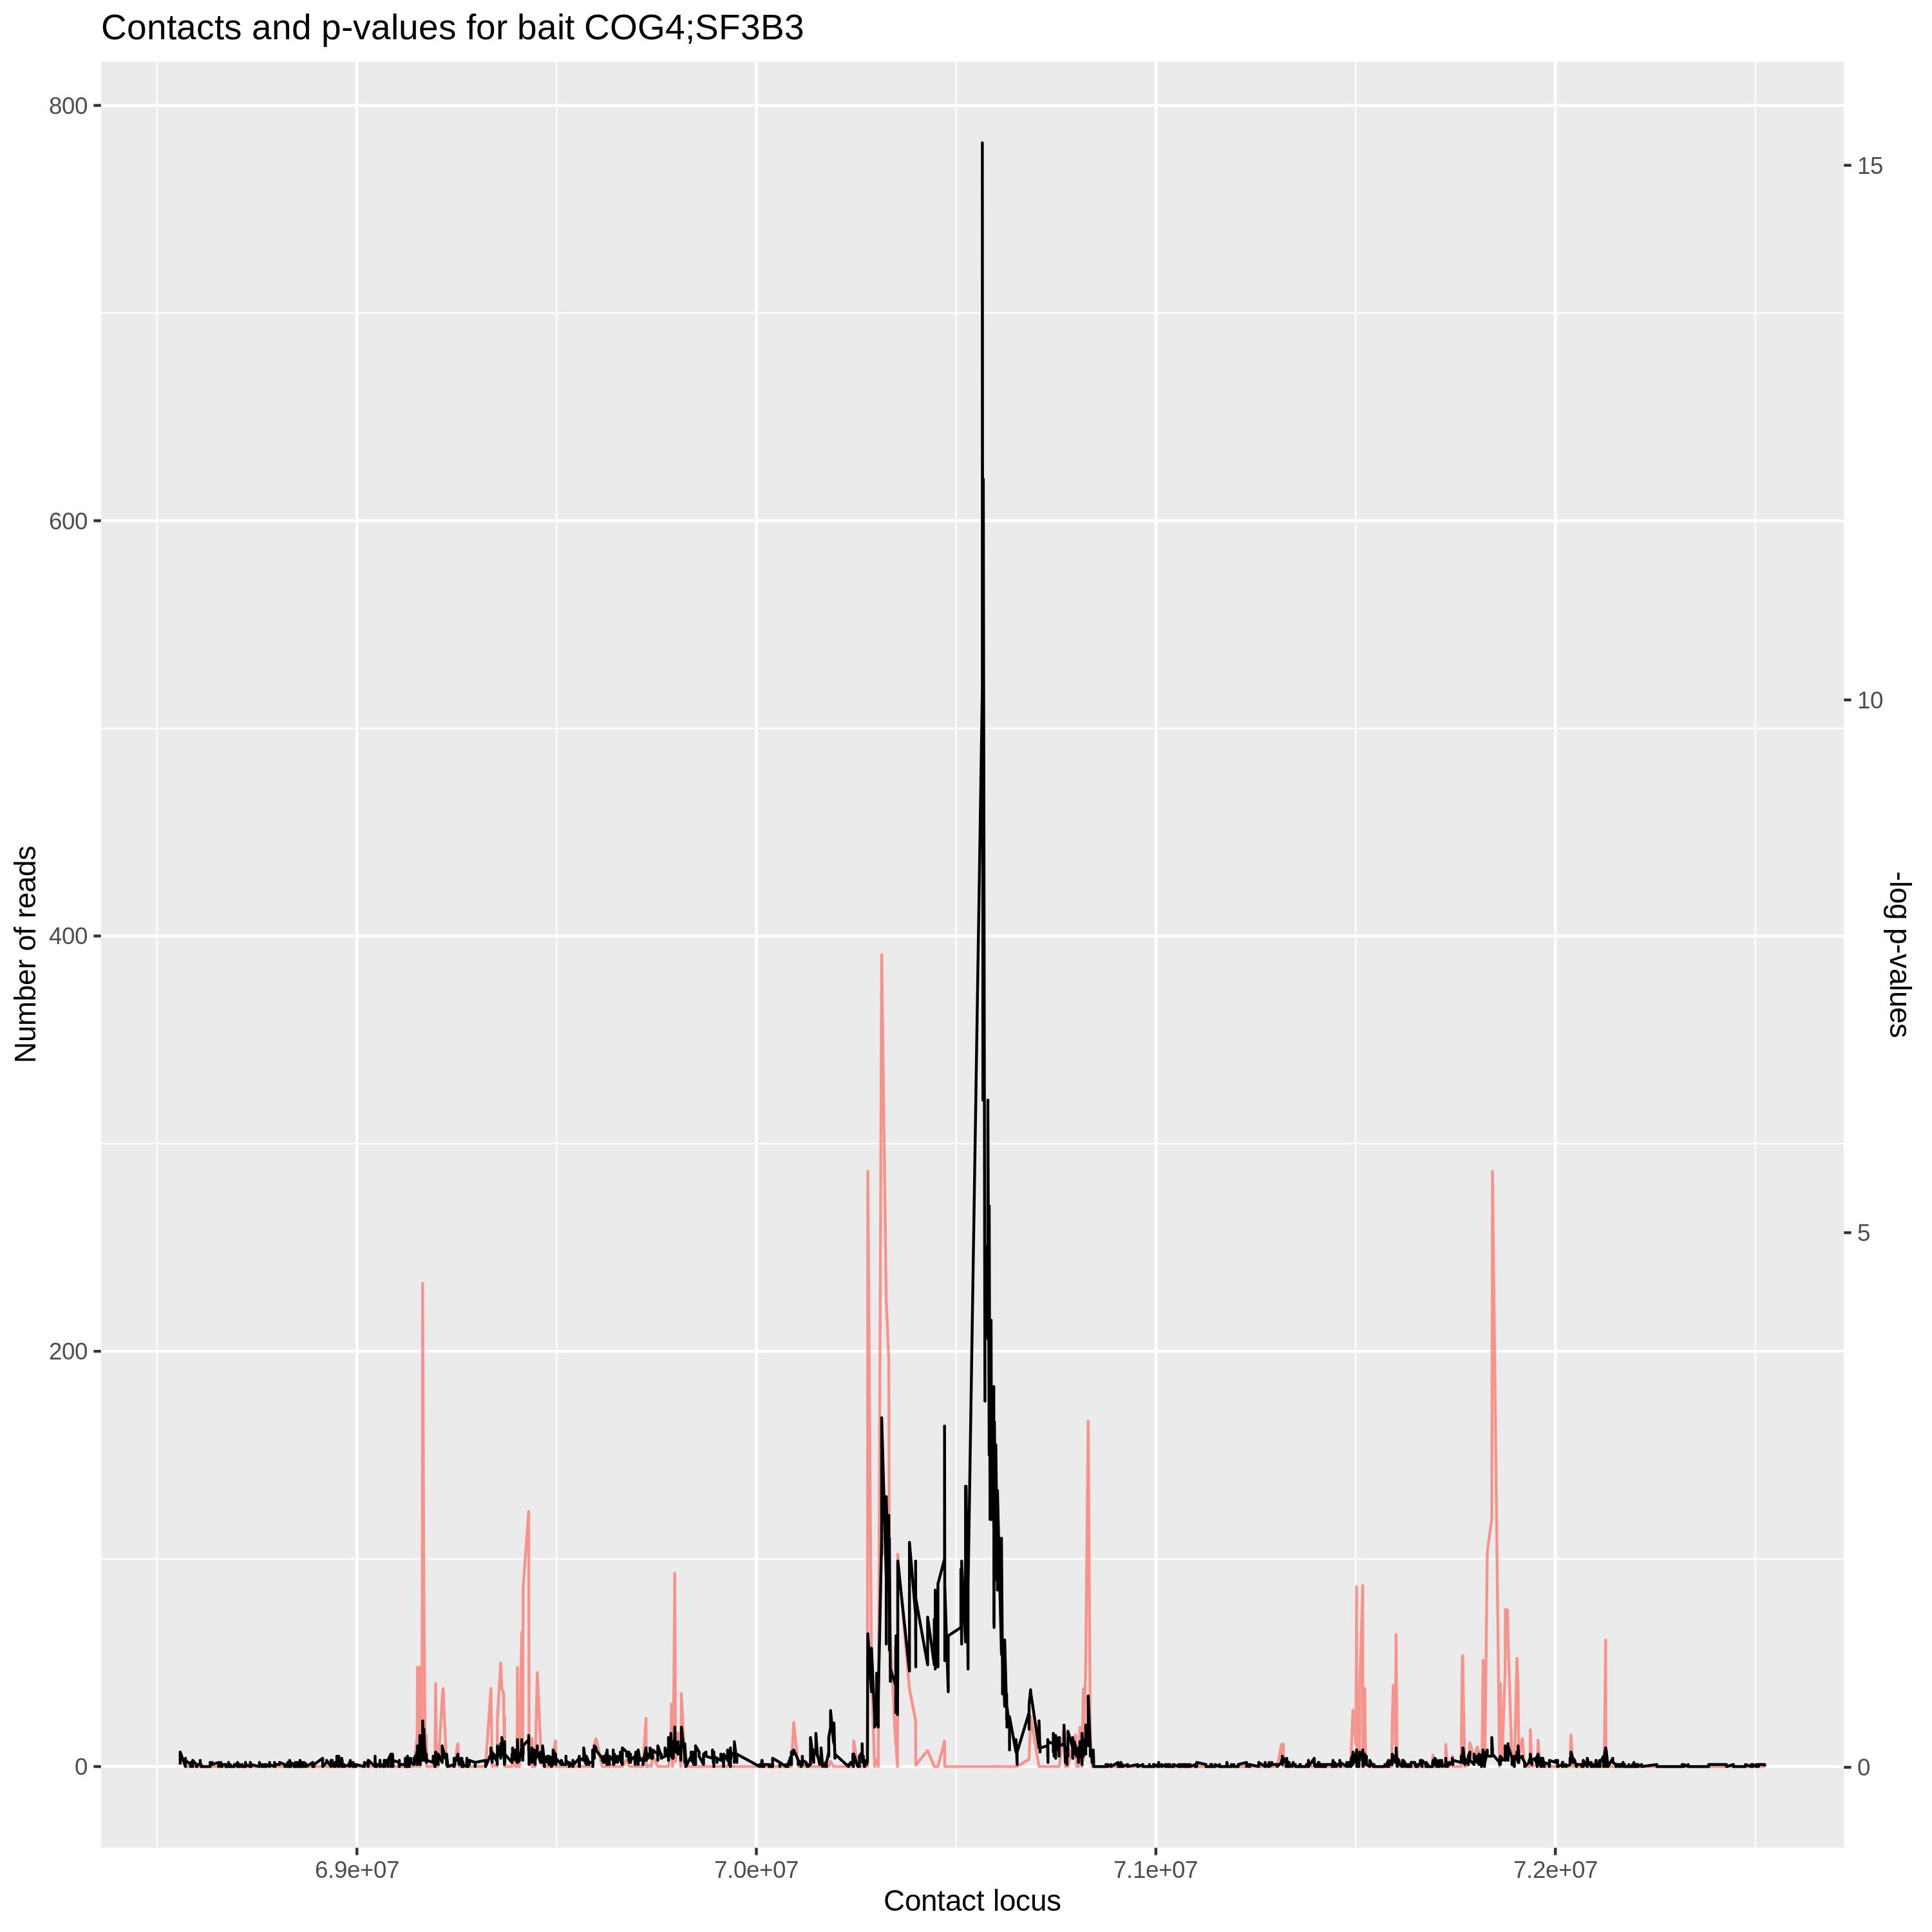 Contacts and p-values for bait COG4;SF3B3
800
600
400
200
0
15
10
5
0
Number of reads
-log p-values
6.9e+07 7.0e+07 7.1e+07 7.2e+07
Contact locus